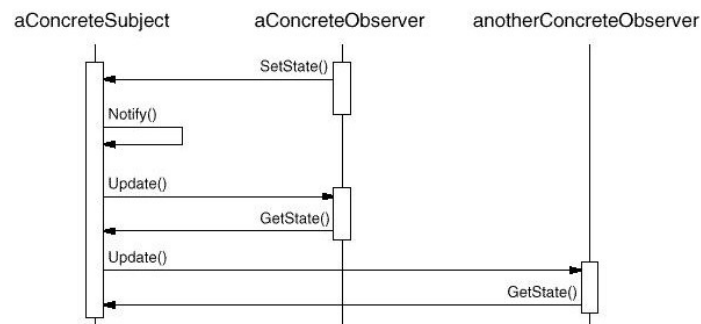 aConcreteSubject aConcreteObserver anotherConcreteObserver
SetState()
Notify()
Update()
GetState()
Update()
GetState()